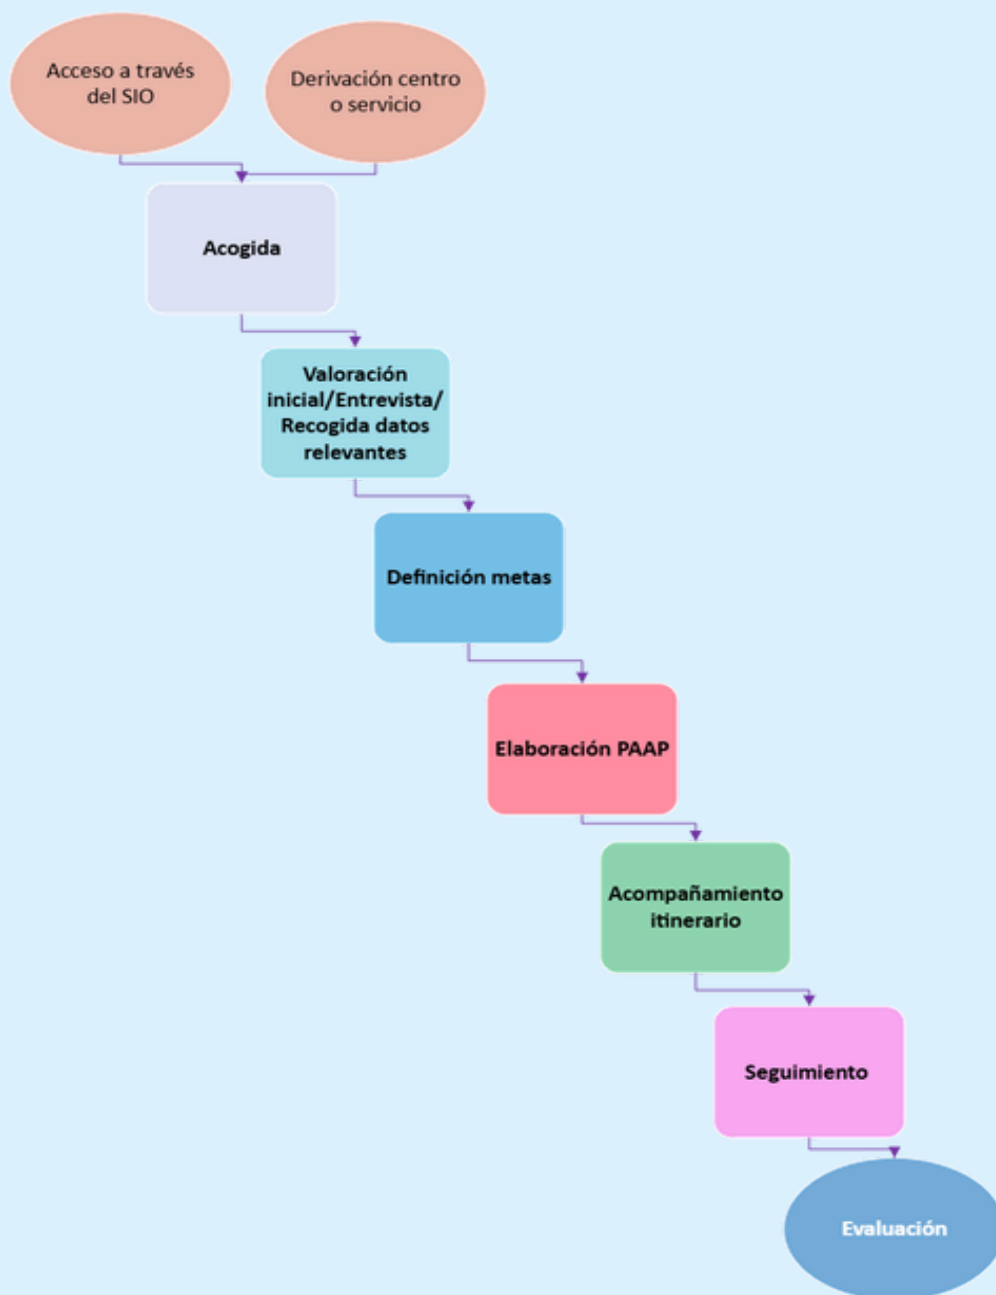 Acceso a través
del SIO
Derivación centro
o servicio
Acogida
Valoración
inicial/Entrevista/
Recogida datos
relevantes
Definición metas
Elaboración PAAP
Acompañamiento
itinerario
Seguimiento
Evaluación